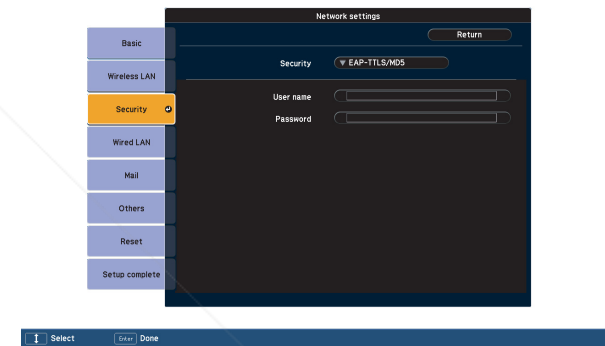 Network settings
Return
Basic
Wireless LAN
Security
Wired LAN
Mail
Others
Reset
Setup complete
Security ▼ EAP-TTLS/MD5
User name
Password
Select Enter Done